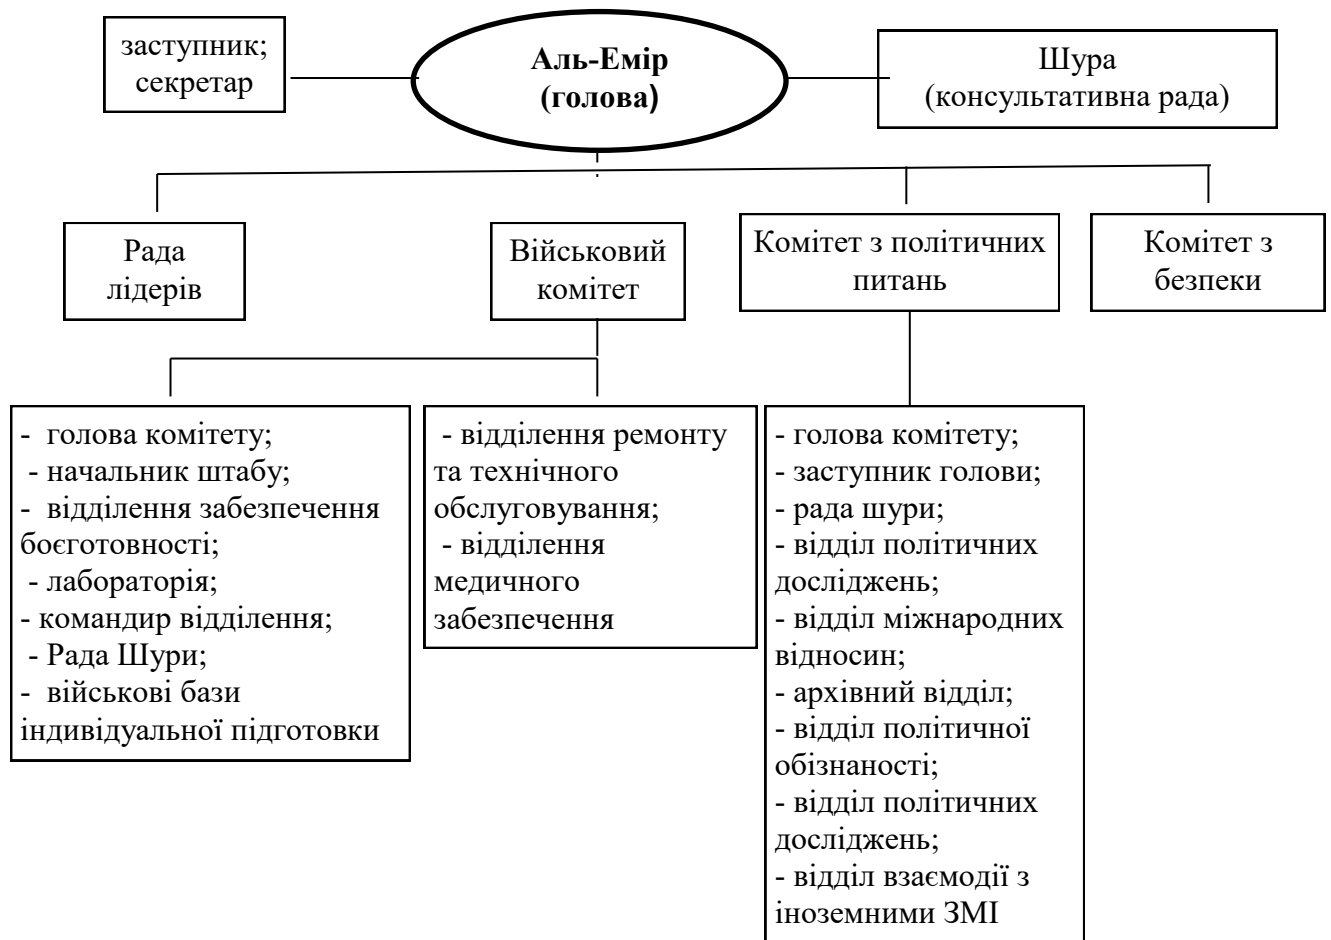 заступник;
секретар
Аль-Емір
(голова)
Шура
(консультативна рада)
Рада
лідерів
Військовий
комітет
Комітет з політичних
питань
Комітет з
безпеки
- голова комітету;
- начальник штабу;
- відділення забезпечення
боєготовності;
- лабораторія;
- командир відділення;
- Рада Шури;
- військові бази
індивідуальної підготовки
- відділення ремонту
та технічного
обслуговування;
- відділення
медичного
забезпечення
- голова комітету;
- заступник голови;
- рада шури;
- відділ політичних
досліджень;
- відділ міжнародних
відносин;
- архівний відділ;
- відділ політичної
обізнаності;
- відділ політичних
досліджень;
- відділ взаємодії з
іноземними ЗМІ